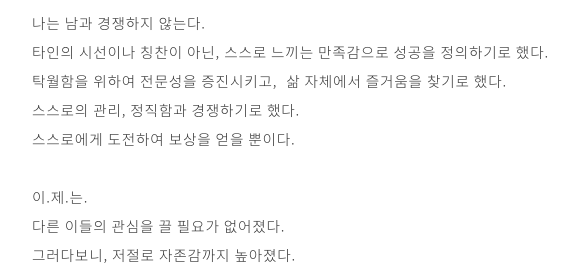 나는 남과 경쟁하지 않는다.
타인의 시선이나 칭찬이 아닌, 스스로 느끼는 만족감으로 성공을 정의하기로 했다.
탁월함을 위하여 전문성을 증진시키고, 삶 자체에서 즐거움을 찾기로 했다.
스스로의 관리, 정직함과 경쟁하기로 했다.
스스로에게 도전하여 보상을 얻을 뿐이다.
이.제.는.
다른 이들의 관심을 끌 필요가 없어졌다.
그러다보니, 저절로 자존감까지 높아졌다.